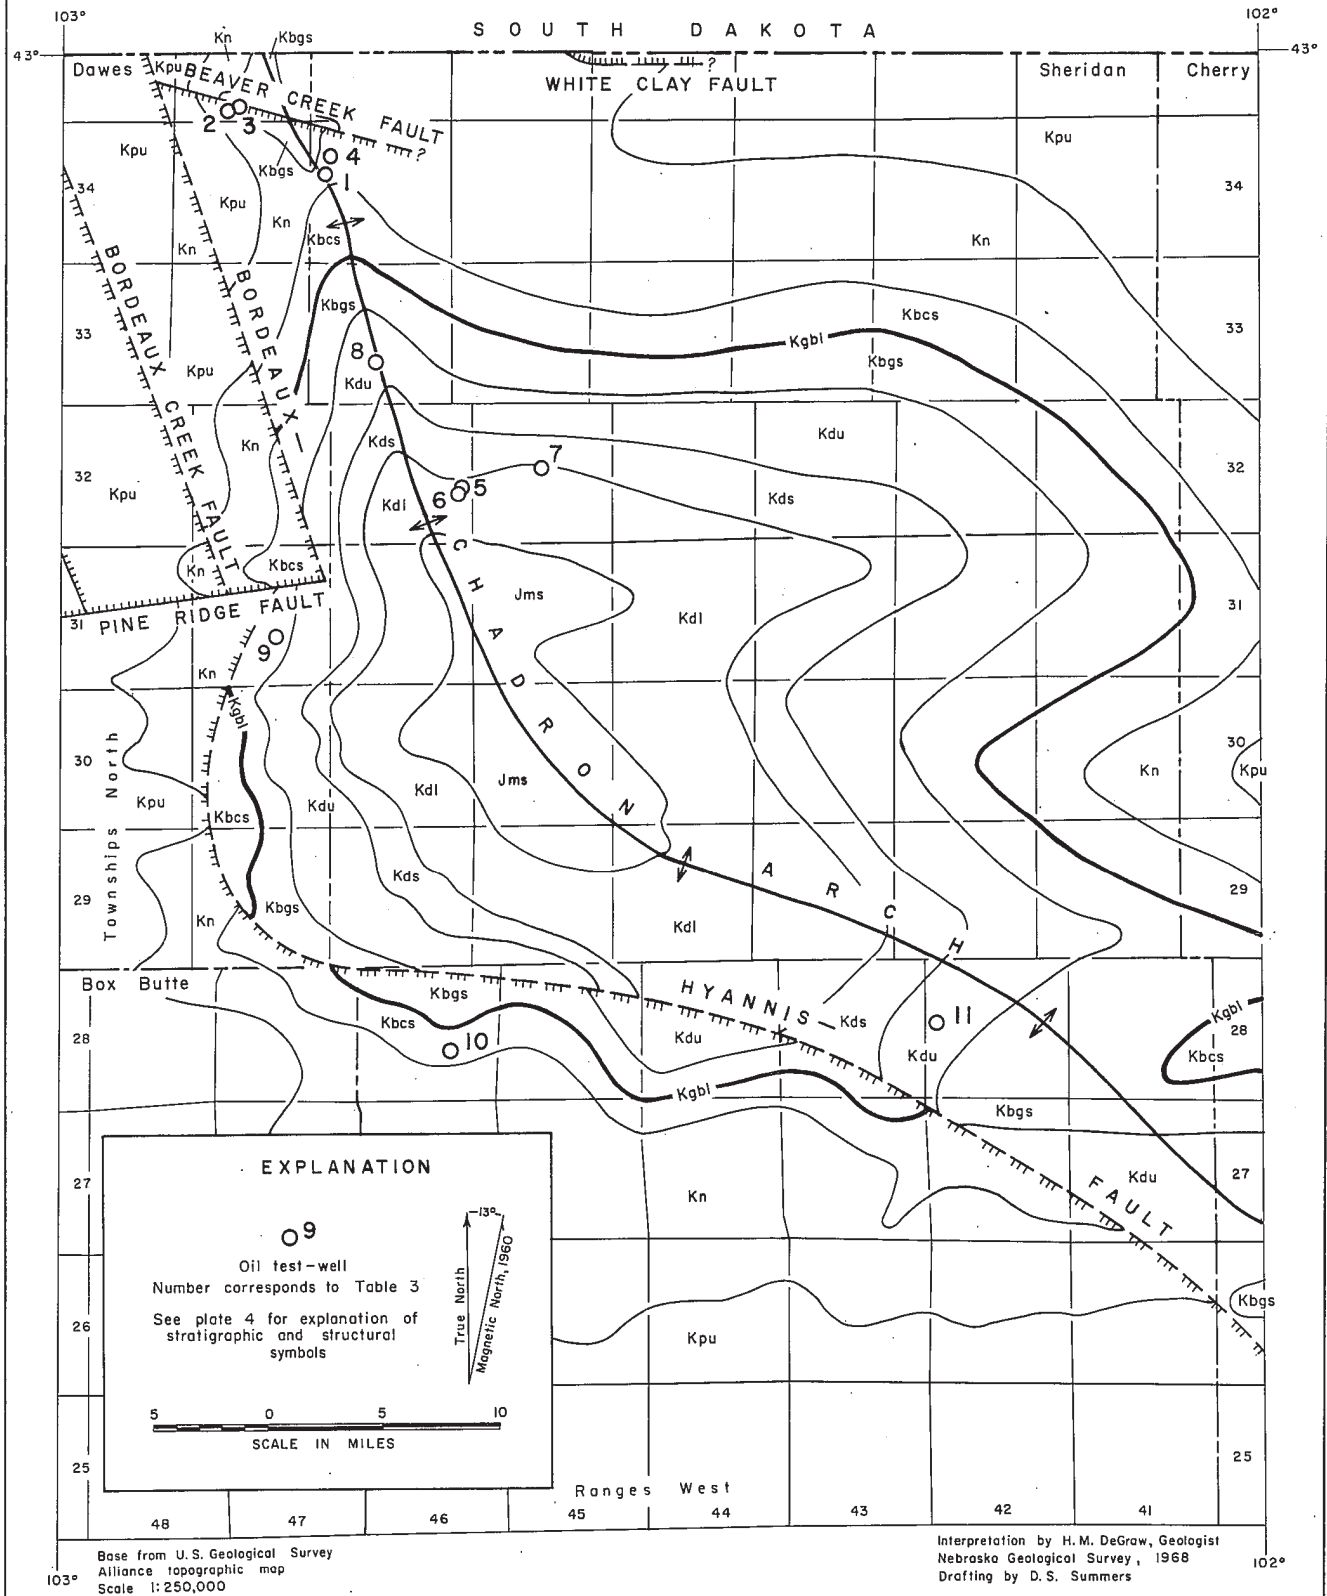 103°
102°
SOUTH DAKOTA
43°
43°
Kn
Kbgs
Dawes
Kpu
BEAVER CREEK FAULT
?
WHITE CLAY FAULT
?
Sheridan
Cherry
2
3
4
1
Kpu
Kbgs
Kpu
34
Kpu
34
Kn
Kn
Kbcs
Kn
BORDEAUX CREEK FAULT
BORDEAUX
Kbgs
Kbcs
33
Kgbl
33
8
Kbgs
Kpu
Kdu
Kn
Kds
Kdu
7
32
32
Kpu
Kdl
6
5
Kds
CHADRON ARCH
Kn
Kbcs
Jms
Kdl
31
31
PINE RIDGE FAULT
9
Kn
Kgbl
Townships North
30
30
Kn
Kpu
Jms
Kdl
Kpu
Kdu
Kbcs
Kds
29
29
Kn
Kbgs
Kdl
Box Butte
Kbgs
HYANNIS
Kds
11
Kgbl
28
28
Kbcs
10
Kdu
Kdu
Kbcs
Kgbl
Kbgs
EXPLANATION
27
Kn
Kdu
27
FAULT
9
Oil test-well
Number corresponds to Table 3
See plate 4 for explanation of
stratigraphic and structural
symbols
True North
Magnetic North, 1960
13°
26
Kpu
Kbgs
26
5 0 5 10
SCALE IN MILES
25
25
Ranges West
48 47 46 45 44 43 42 41
Base from U.S. Geological Survey
Alliance topographic map
Scale 1:250,000
Interpretation by H.M. DeGraw, Geologist
Nebraska Geological Survey, 1968
Drafting by D.S. Summers
103°
102°